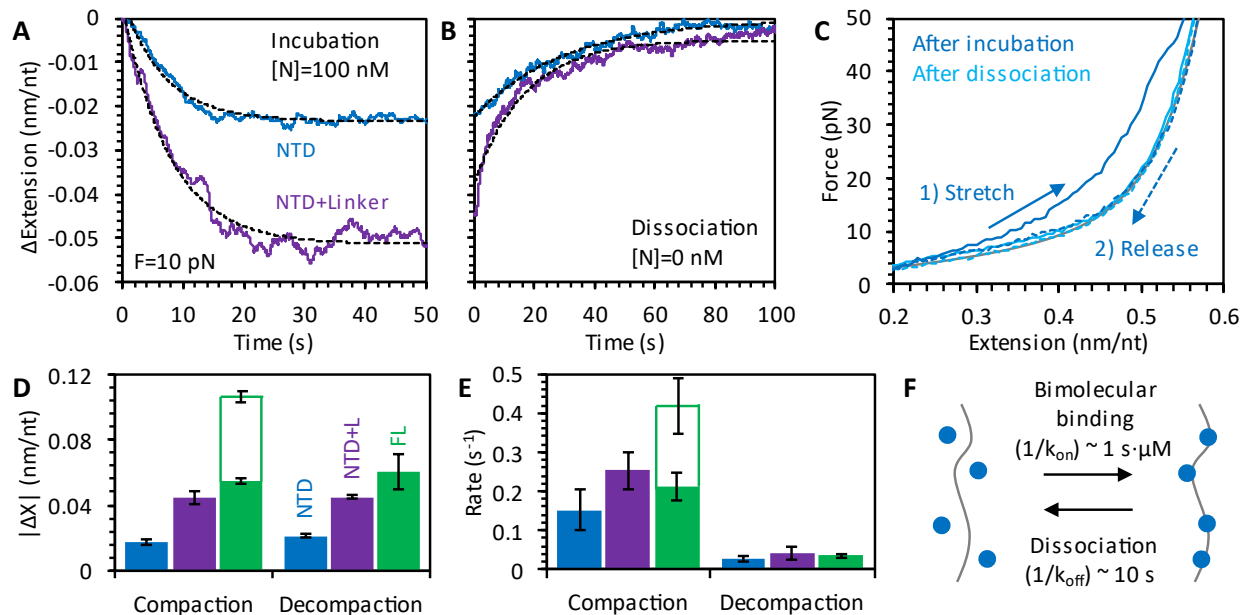 A
Incubation
[N]=100 nM
NTD
NTD+Linker
F=10 pN
0
-0.01
-0.02
-0.03
-0.04
-0.05
-0.06
ΔExtension (nm/nt)
0 10 20 30 40 50
Time (s)
B
Dissociation
[N]=0 nM
0 20 40 60 80 100
Time (s)
C
After incubation
After dissociation
1) Stretch
2) Release
50
40
30
20
10
0
Force (pN)
0.2 0.3 0.4 0.5 0.6
Extension (nm/nt)
D
0.12
0.08
0.04
0
|ΔX| (nm/nt)
NTD
NTD+L
FL
Compaction Decompaction
E
0.5
0.4
0.3
0.2
0.1
0
Rate (s⁻¹)
Compaction Decompaction
F
Bimolecular
binding
(1/kon) ~ 1 s·μM
Dissociation
(1/koff) ~ 10 s